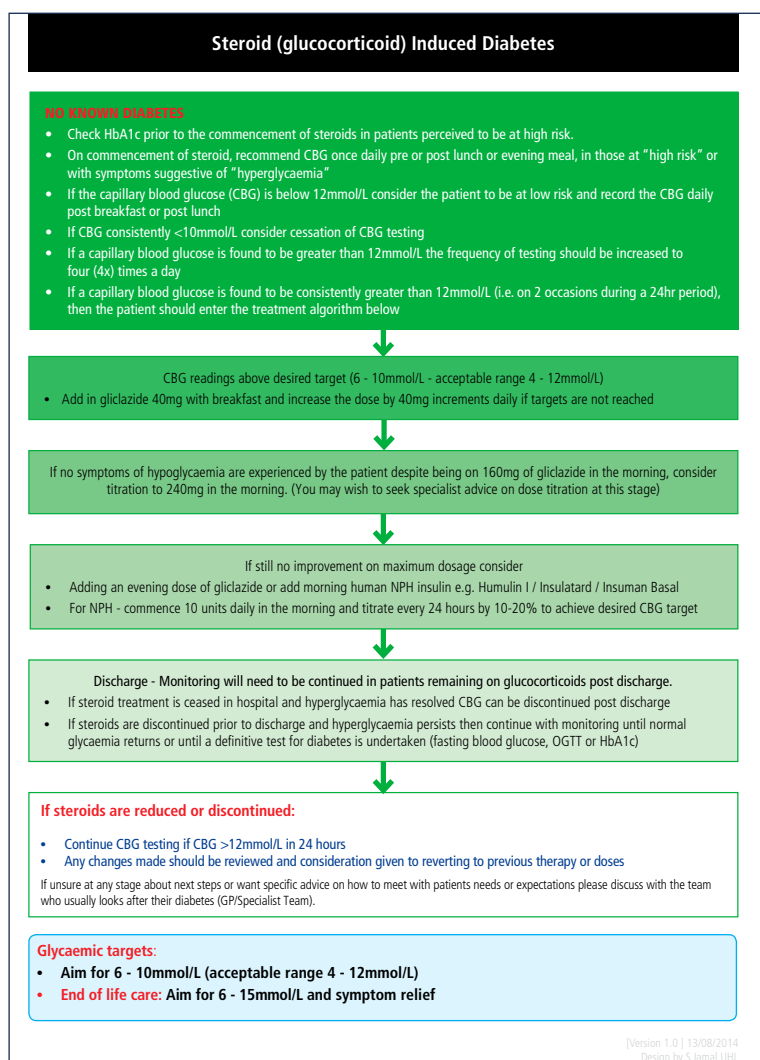 Steroid (glucocorticoid) Induced Diabetes
NO KNOWN DIABETES
• Check HbA1c prior to the commencement of steroids in patients perceived to be at high risk.
• On commencement of steroid, recommend CBG once daily pre or post lunch or evening meal, in those at "high risk" or
with symptoms suggestive of "hyperglycaemia"
• If the capillary blood glucose (CBG) is below 12mmol/L consider the patient to be at low risk and record the CBG daily
post breakfast or post lunch
• If CBG consistently <10mmol/L consider cessation of CBG testing
• If a capillary blood glucose is found to be greater than 12mmol/L the frequency of testing should be increased to
four (4x) times a day
• If a capillary blood glucose is found to be consistently greater than 12mmol/L (i.e. on 2 occasions during a 24hr period),
then the patient should enter the treatment algorithm below
CBG readings above desired target (6 - 10mmol/L - acceptable range 4 - 12mmol/L)
• Add in gliclazide 40mg with breakfast and increase the dose by 40mg increments daily if targets are not reached
If no symptoms of hypoglycaemia are experienced by the patient despite being on 160mg of gliclazide in the morning, consider
titration to 240mg in the morning. (You may wish to seek specialist advice on dose titration at this stage)
If still no improvement on maximum dosage consider
• Adding an evening dose of gliclazide or add morning human NPH insulin e.g. Humulin I / Insulatard / Insuman Basal
• For NPH - commence 10 units daily in the morning and titrate every 24 hours by 10-20% to achieve desired CBG target
Discharge - Monitoring will need to be continued in patients remaining on glucocorticoids post discharge.
• If steroid treatment is ceased in hospital and hyperglycaemia has resolved CBG can be discontinued post discharge
• If steroids are discontinued prior to discharge and hyperglycaemia persists then continue with monitoring until normal
glycaemia returns or until a definitive test for diabetes is undertaken (fasting blood glucose, OGTT or HbA1c)
If steroids are reduced or discontinued:
• Continue CBG testing if CBG >12mmol/L in 24 hours
• Any changes made should be reviewed and consideration given to reverting to previous therapy or doses
If unsure at any stage about next steps or want specific advice on how to meet with patients needs or expectations please discuss with the team
who usually looks after their diabetes (GP/Specialist Team).
Glycaemic targets:
• Aim for 6 - 10mmol/L (acceptable range 4 - 12mmol/L)
• End of life care: Aim for 6 - 15mmol/L and symptom relief
[Version 1.0 | 13/08/2014
Design by S Jamal UHL